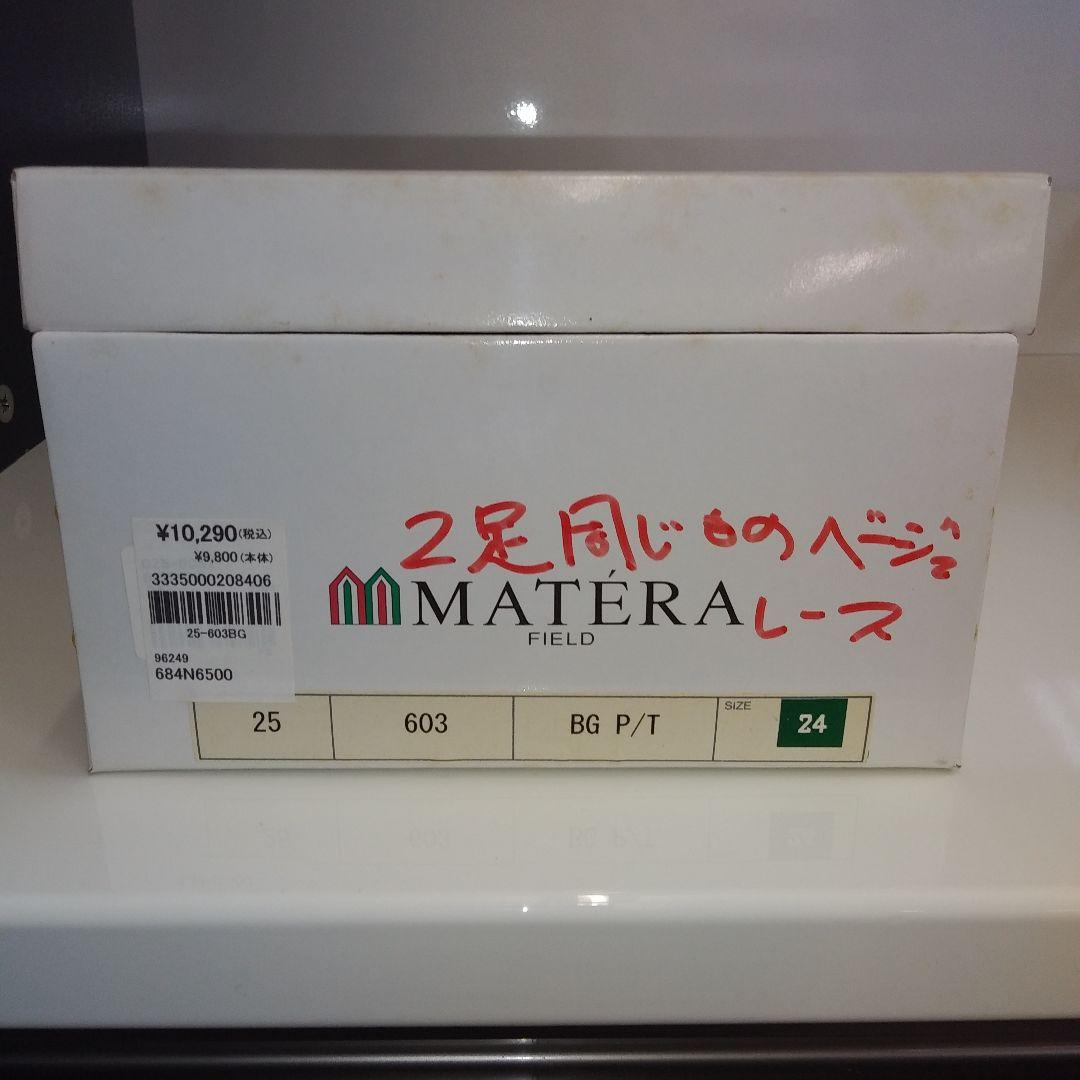 ¥10,290(税込)
¥9,800(本体)
3335000208406
25-603BG
96249
684N6500
2足同じものベージュ
レース
MATÉRA
FIELD
25 603 BG P/T SIZE 24